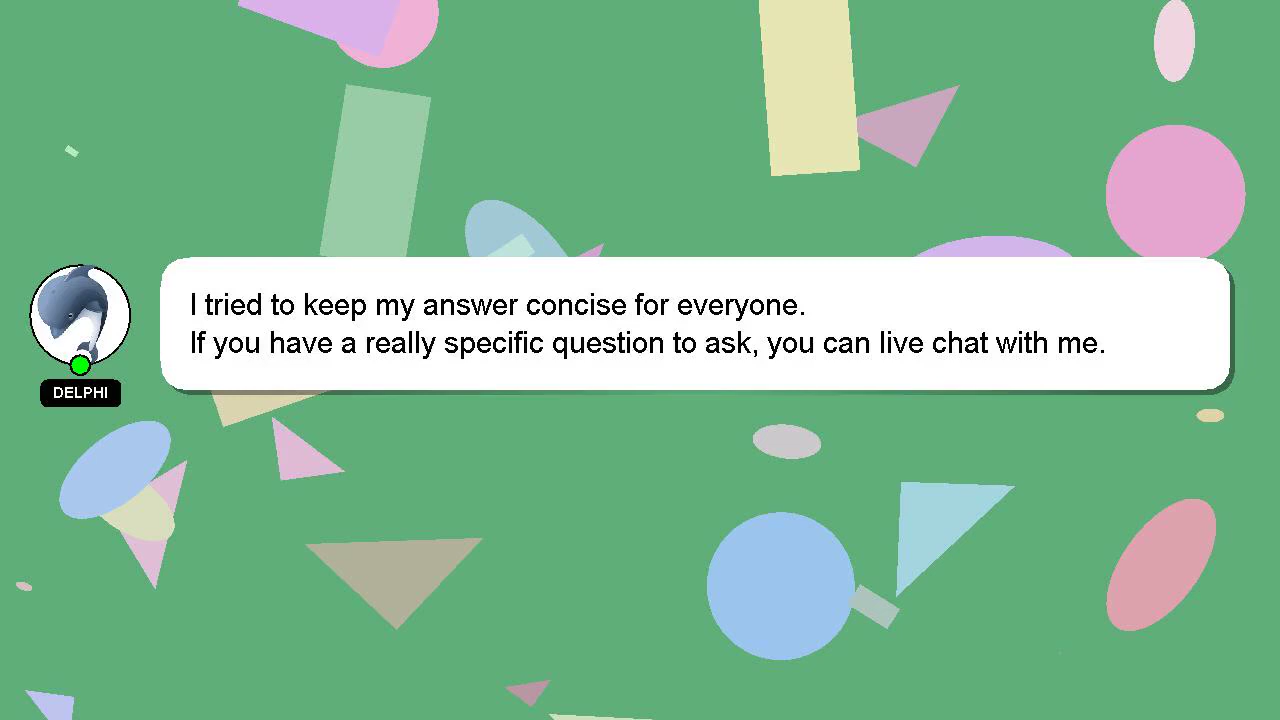 I tried to keep my answer concise for everyone.
If you have a really specific question to ask, you can live chat with me.
DELPHI